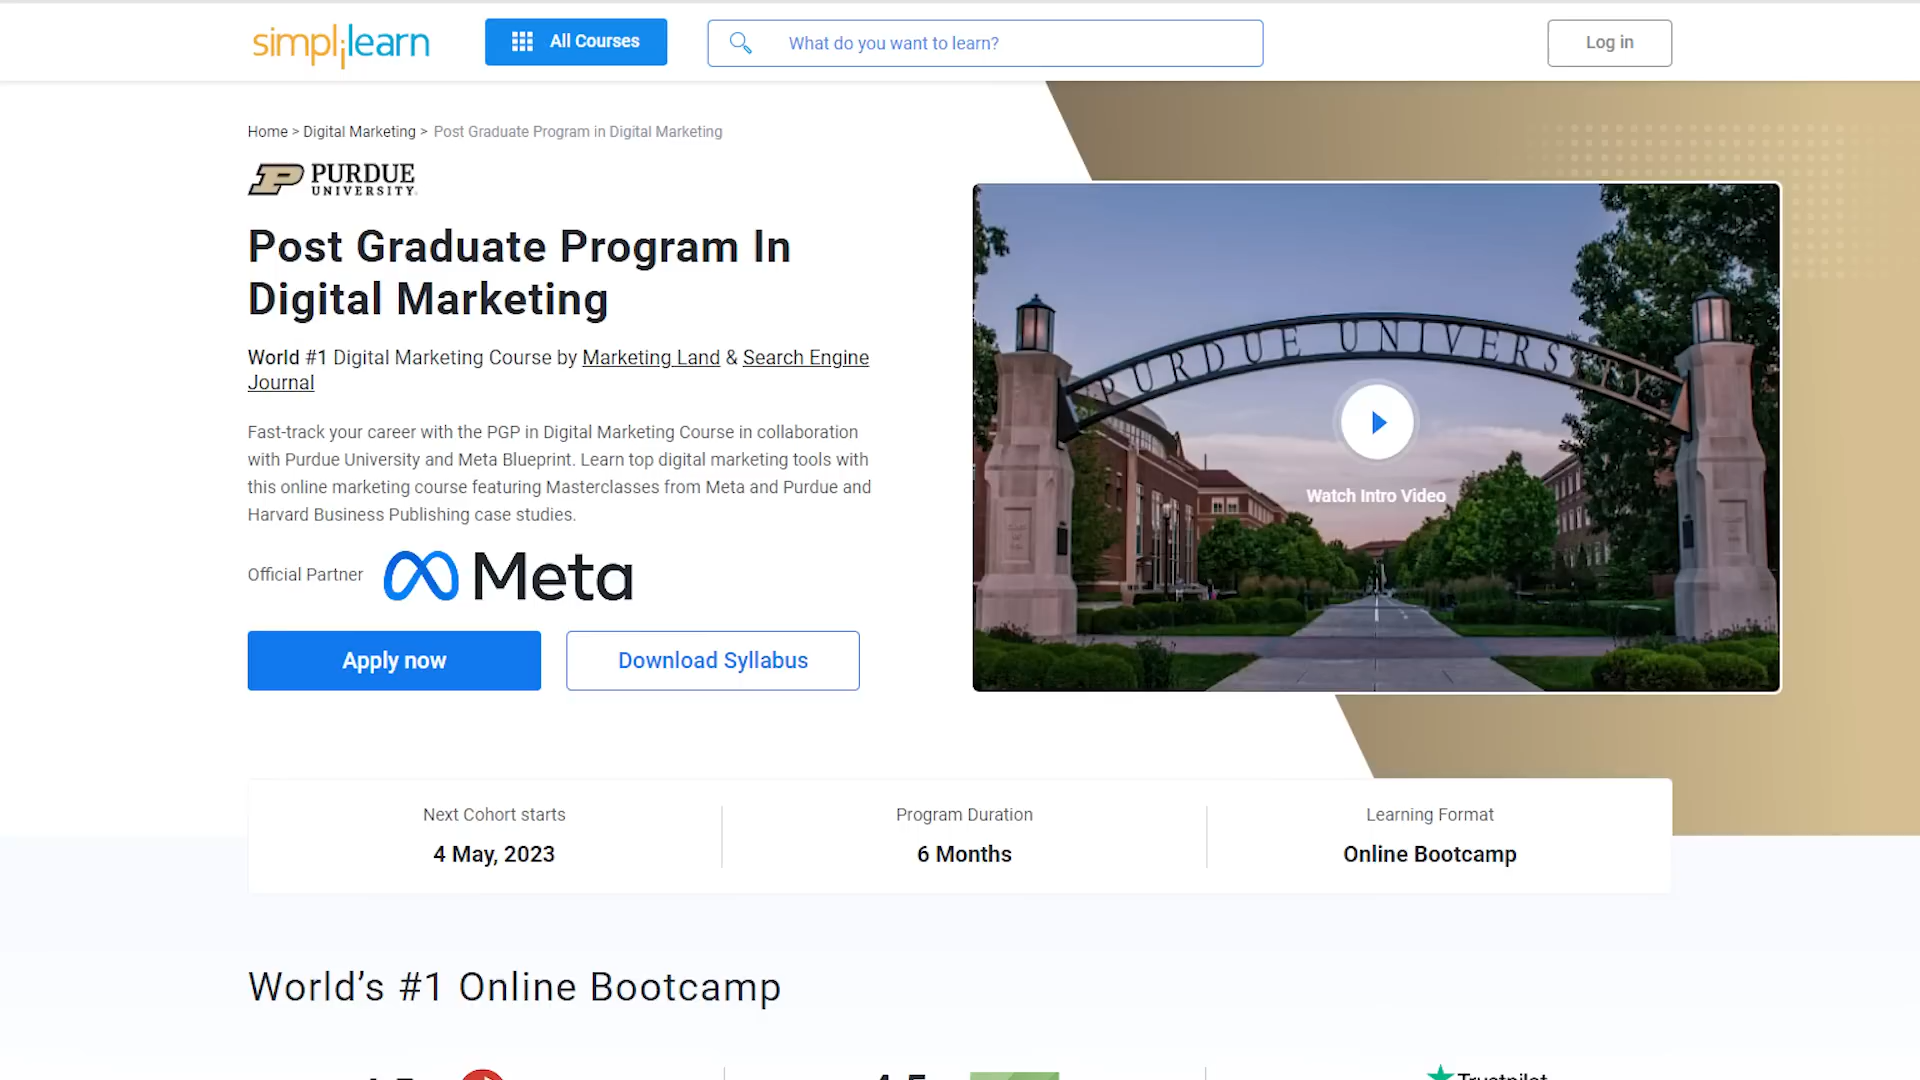 simplilearn
All Courses
What do you want to learn?
Log in
Home > Digital Marketing > Post Graduate Program in Digital Marketing
PURDUE
UNIVERSITY
Post Graduate Program In
Digital Marketing
World #1 Digital Marketing Course by Marketing Land & Search Engine
Journal
Fast-track your career with the PGP in Digital Marketing Course in collaboration
with Purdue University and Meta Blueprint. Learn top digital marketing tools with
this online marketing course featuring Masterclasses from Meta and Purdue and
Harvard Business Publishing case studies.
Official Partner
Meta
Apply now
Download Syllabus
PURDUE UNIVERSITY
Watch Intro Video
Next Cohort starts
4 May, 2023
Program Duration
6 Months
Learning Format
Online Bootcamp
World's #1 Online Bootcamp
Trustpilot